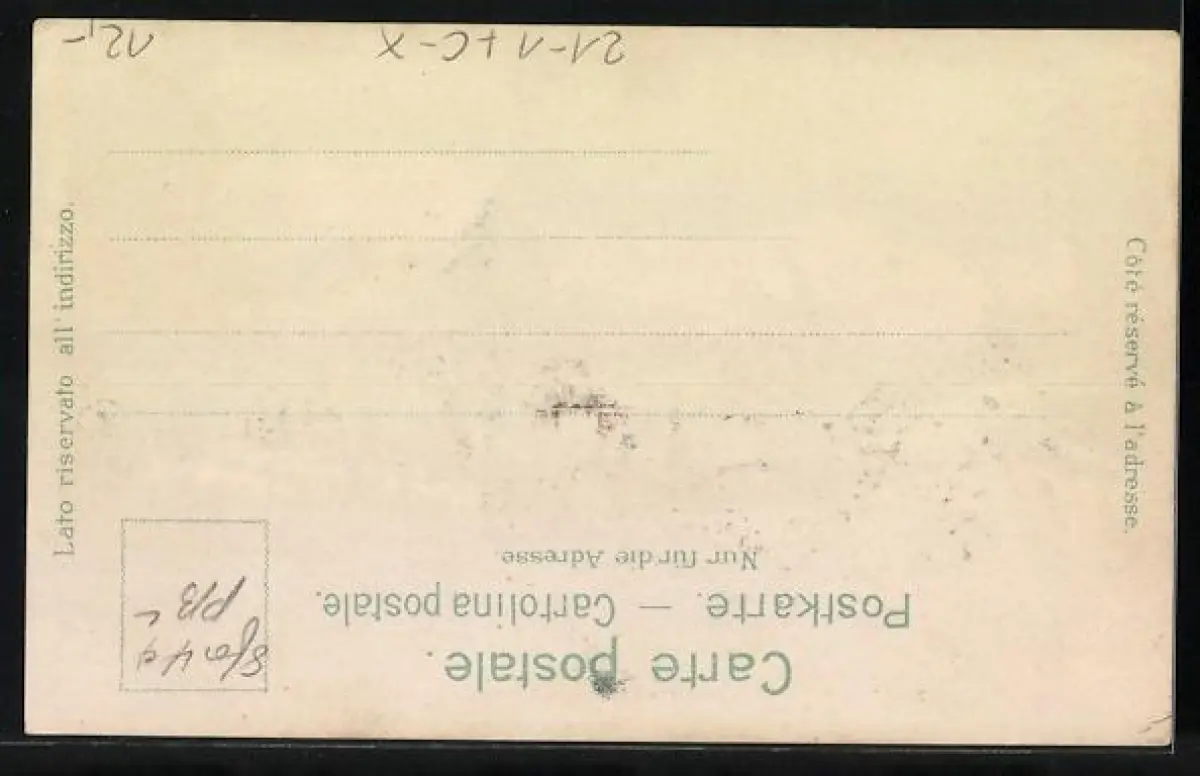 Carte postale.
Postkarte. — Cartolina postale.
Nur für die Adresse.
Côté réservé à l'adresse.
Lato riservato all' indirizzo.
21-1+C-X
12,-